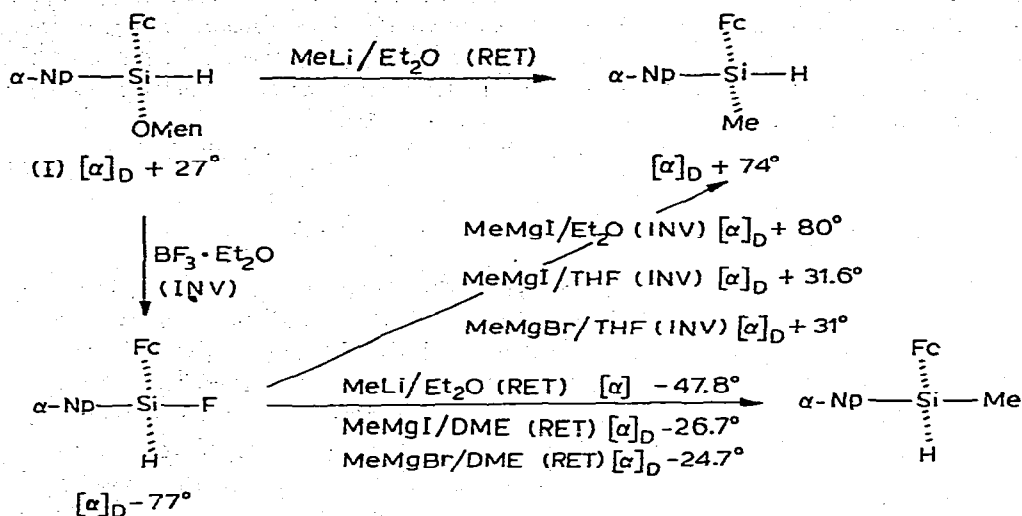 Fc Fc
α-Np Si H MeLi/Et₂O (RET) α-Np Si H
OMen Me
(I) [α]D + 27° [α]D + 74°
BF₃·Et₂O
(INV)
MeMgI/Et₂O (INV) [α]D + 80°
MeMgI/THF (INV) [α]D + 31.6°
MeMgBr/THF (INV) [α]D + 31°
Fc Fc
α-Np Si F MeLi/Et₂O (RET) [α] -47.8° α-Np Si Me
MeMgI/DME (RET) [α]D -26.7°
H MeMgBr/DME (RET) [α]D -24.7° H
[α]D -77°